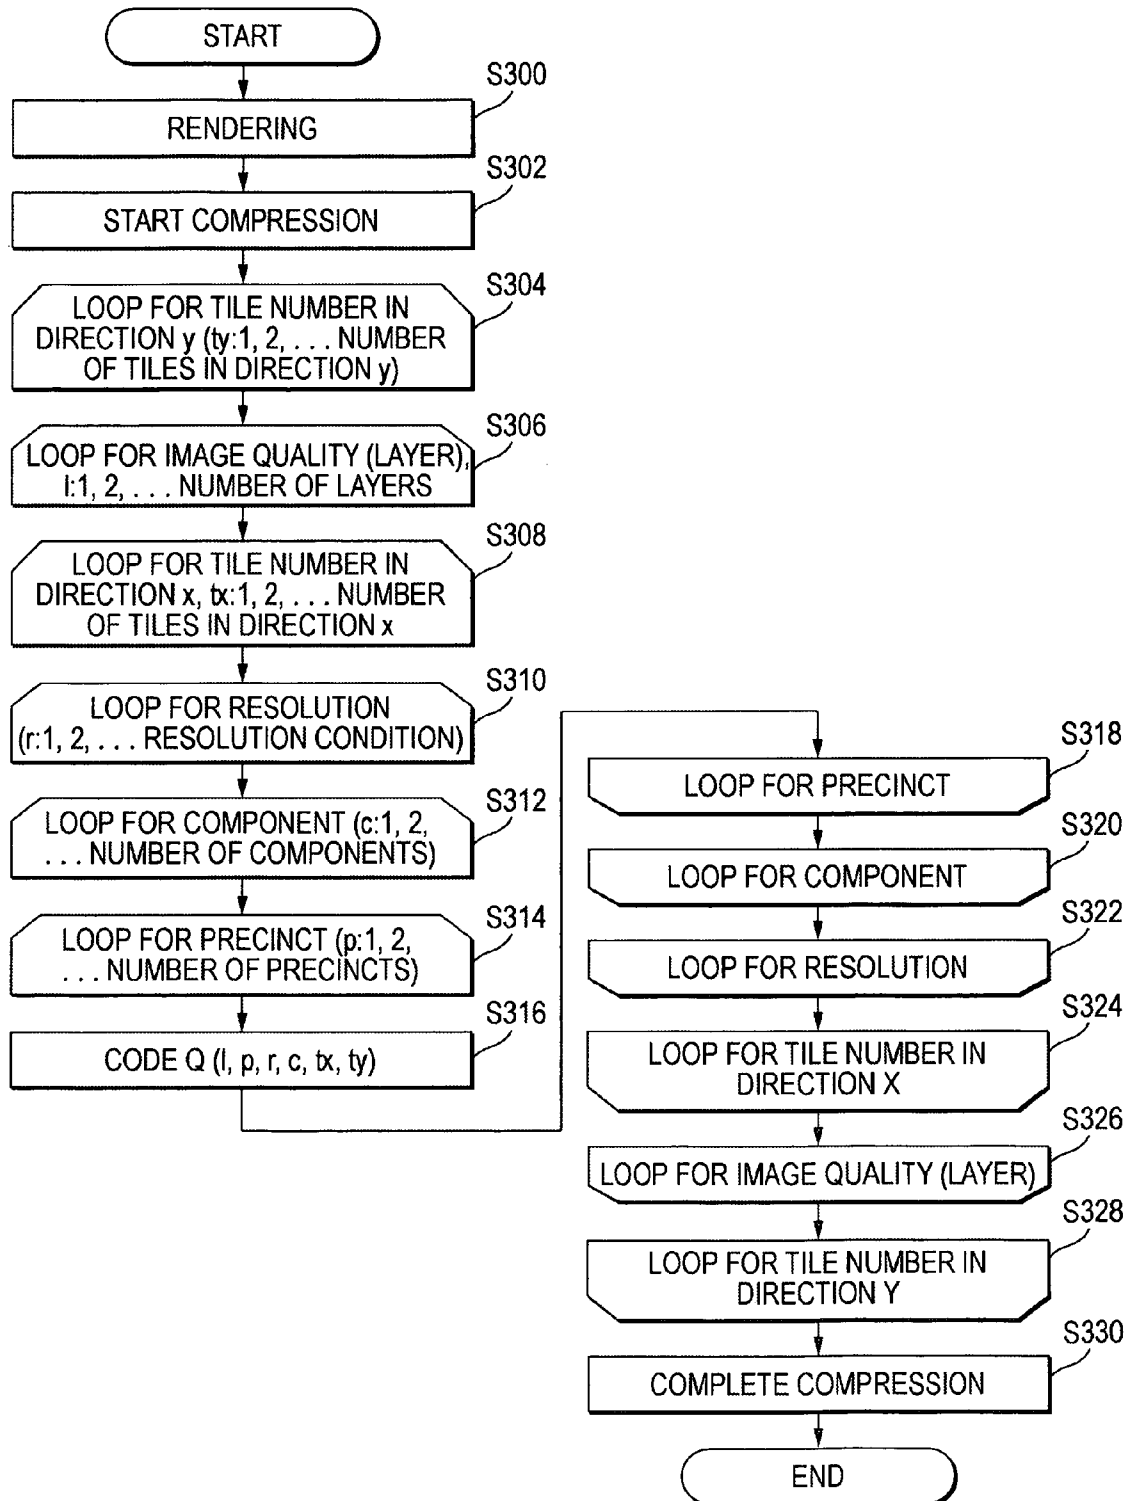 START
S300
RENDERING
S302
START COMPRESSION
S304
LOOP FOR TILE NUMBER IN
DIRECTION y (ty:1, 2, . . . NUMBER
OF TILES IN DIRECTION y)
S306
LOOP FOR IMAGE QUALITY (LAYER),
l:1, 2, . . . NUMBER OF LAYERS
S308
LOOP FOR TILE NUMBER IN
DIRECTION x, tx:1, 2, . . . NUMBER
OF TILES IN DIRECTION x
S310
LOOP FOR RESOLUTION
(r:1, 2, . . . RESOLUTION CONDITION)
S312
LOOP FOR COMPONENT (c:1, 2,
. . . NUMBER OF COMPONENTS)
S314
LOOP FOR PRECINCT (p:1, 2,
. . . NUMBER OF PRECINCTS)
S316
CODE Q (l, p, r, c, tx, ty)
S318
LOOP FOR PRECINCT
S320
LOOP FOR COMPONENT
S322
LOOP FOR RESOLUTION
S324
LOOP FOR TILE NUMBER IN
DIRECTION X
S326
LOOP FOR IMAGE QUALITY (LAYER)
S328
LOOP FOR TILE NUMBER IN
DIRECTION Y
S330
COMPLETE COMPRESSION
END